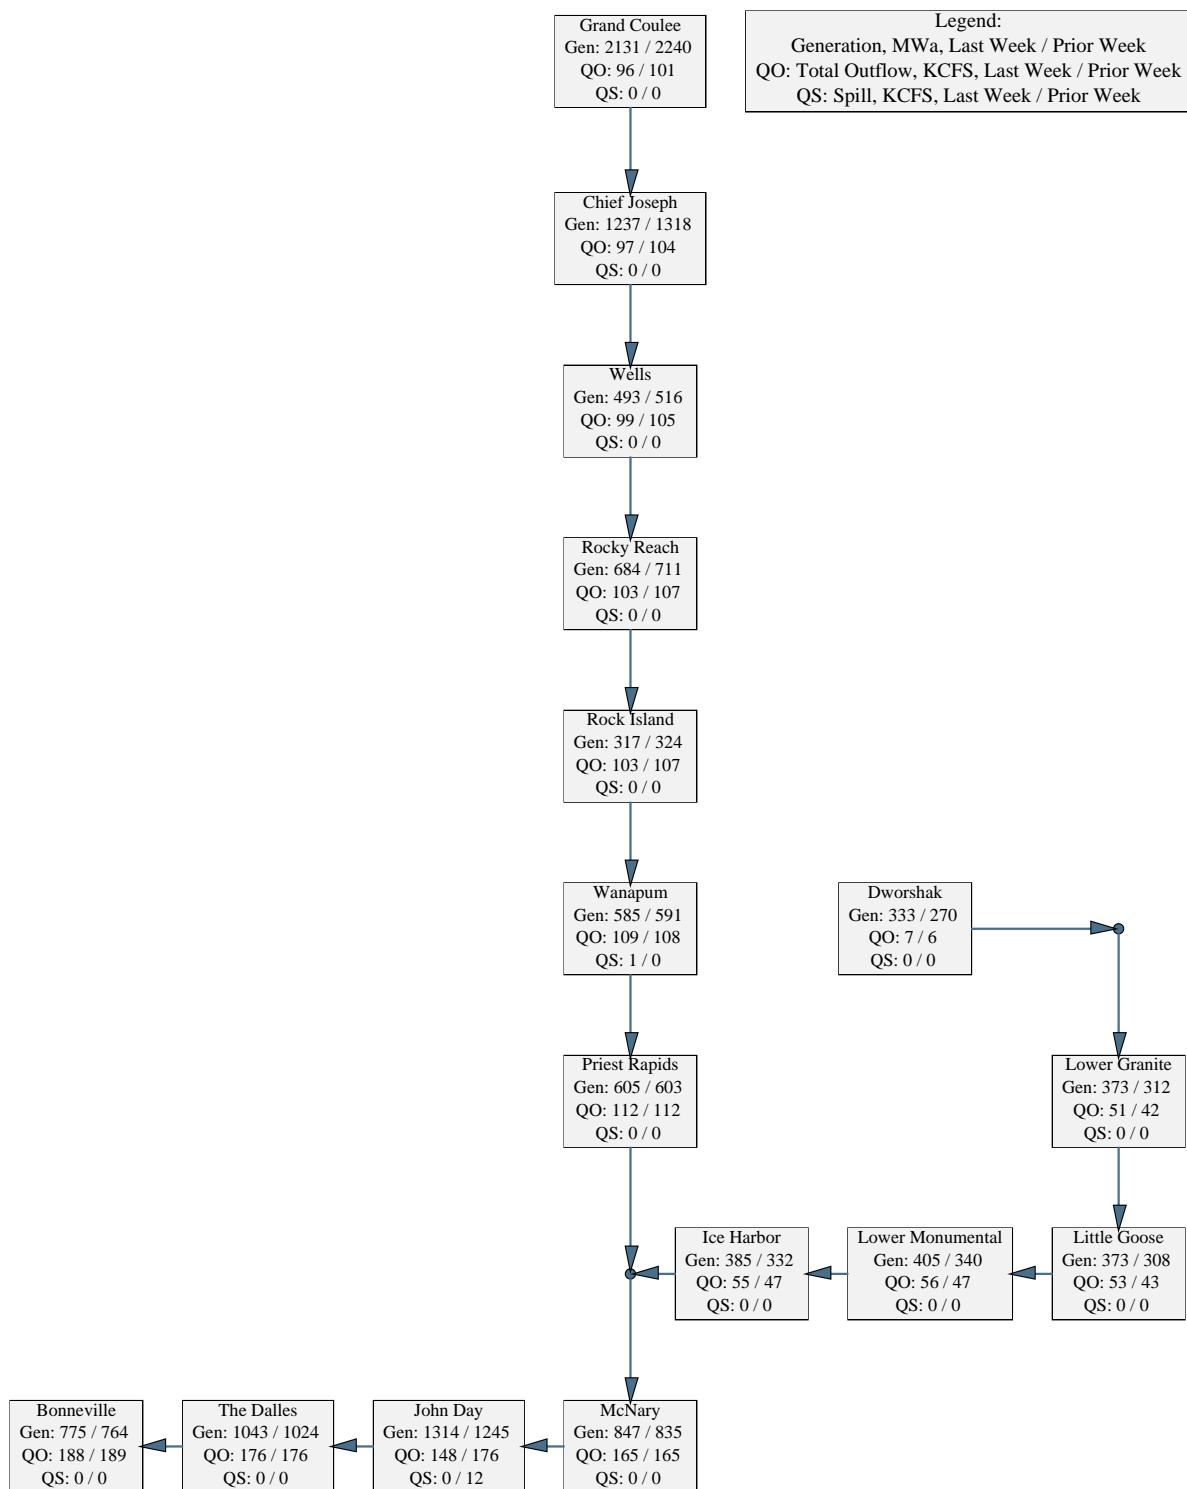 Grand Coulee
Gen: 2131 / 2240
QO: 96 / 101
QS: 0 / 0
Legend:
Generation, MWa, Last Week / Prior Week
QO: Total Outflow, KCFS, Last Week / Prior Week
QS: Spill, KCFS, Last Week / Prior Week
Chief Joseph
Gen: 1237 / 1318
QO: 97 / 104
QS: 0 / 0
Wells
Gen: 493 / 516
QO: 99 / 105
QS: 0 / 0
Rocky Reach
Gen: 684 / 711
QO: 103 / 107
QS: 0 / 0
Rock Island
Gen: 317 / 324
QO: 103 / 107
QS: 0 / 0
Wanapum
Gen: 585 / 591
QO: 109 / 108
QS: 1 / 0
Dworshak
Gen: 333 / 270
QO: 7 / 6
QS: 0 / 0
Priest Rapids
Gen: 605 / 603
QO: 112 / 112
QS: 0 / 0
Lower Granite
Gen: 373 / 312
QO: 51 / 42
QS: 0 / 0
Ice Harbor
Gen: 385 / 332
QO: 55 / 47
QS: 0 / 0
Lower Monumental
Gen: 405 / 340
QO: 56 / 47
QS: 0 / 0
Little Goose
Gen: 373 / 308
QO: 53 / 43
QS: 0 / 0
Bonneville
Gen: 775 / 764
QO: 188 / 189
QS: 0 / 0
The Dalles
Gen: 1043 / 1024
QO: 176 / 176
QS: 0 / 0
John Day
Gen: 1314 / 1245
QO: 148 / 176
QS: 0 / 12
McNary
Gen: 847 / 835
QO: 165 / 165
QS: 0 / 0